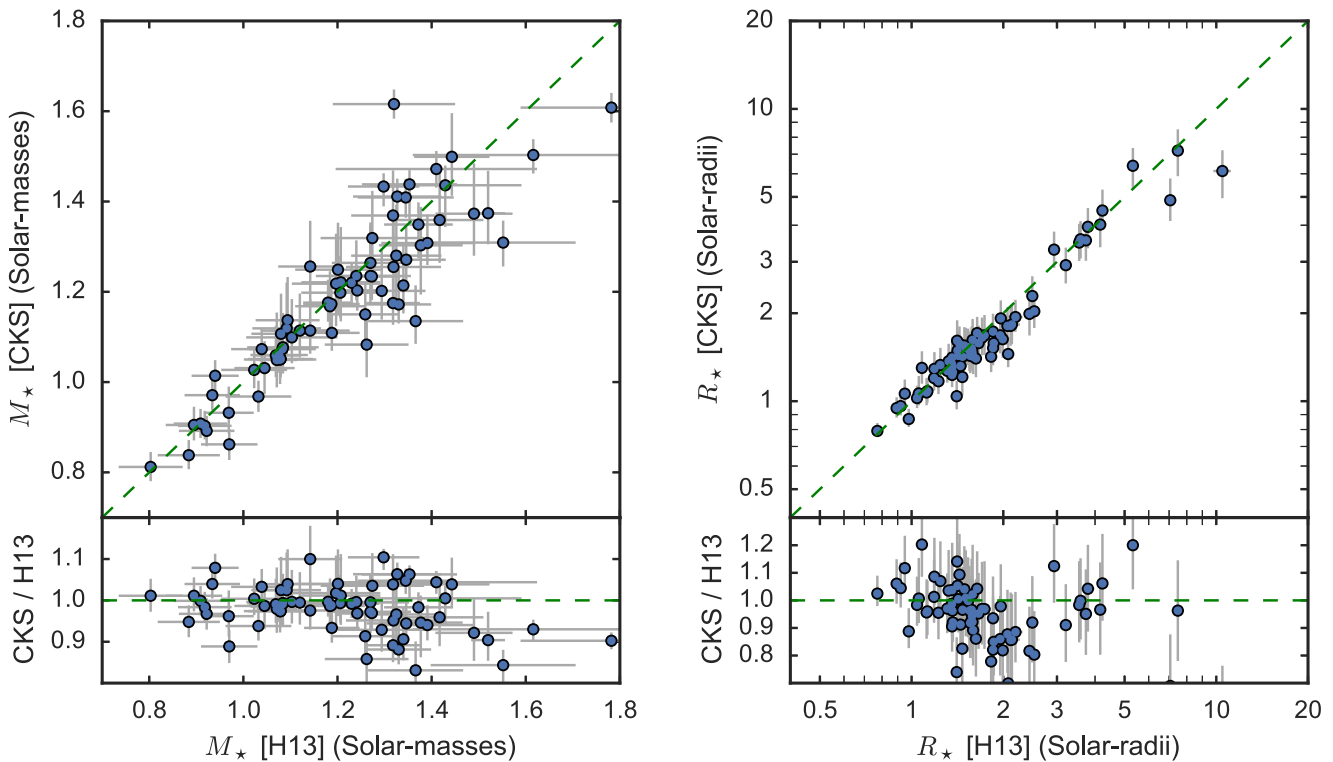 1.8
1.6
1.4
1.2
1.0
0.8
M⋆ [CKS] (Solar-masses)
1.1
1.0
0.9
CKS / H13
0.8 1.0 1.2 1.4 1.6 1.8
M⋆ [H13] (Solar-masses)
20
10
5
3
2
1
0.5
0.4
R⋆ [CKS] (Solar-radii)
1.2
1.1
1.0
0.9
0.8
CKS / H13
0.5 1 2 3 5 10 20
R⋆ [H13] (Solar-radii)